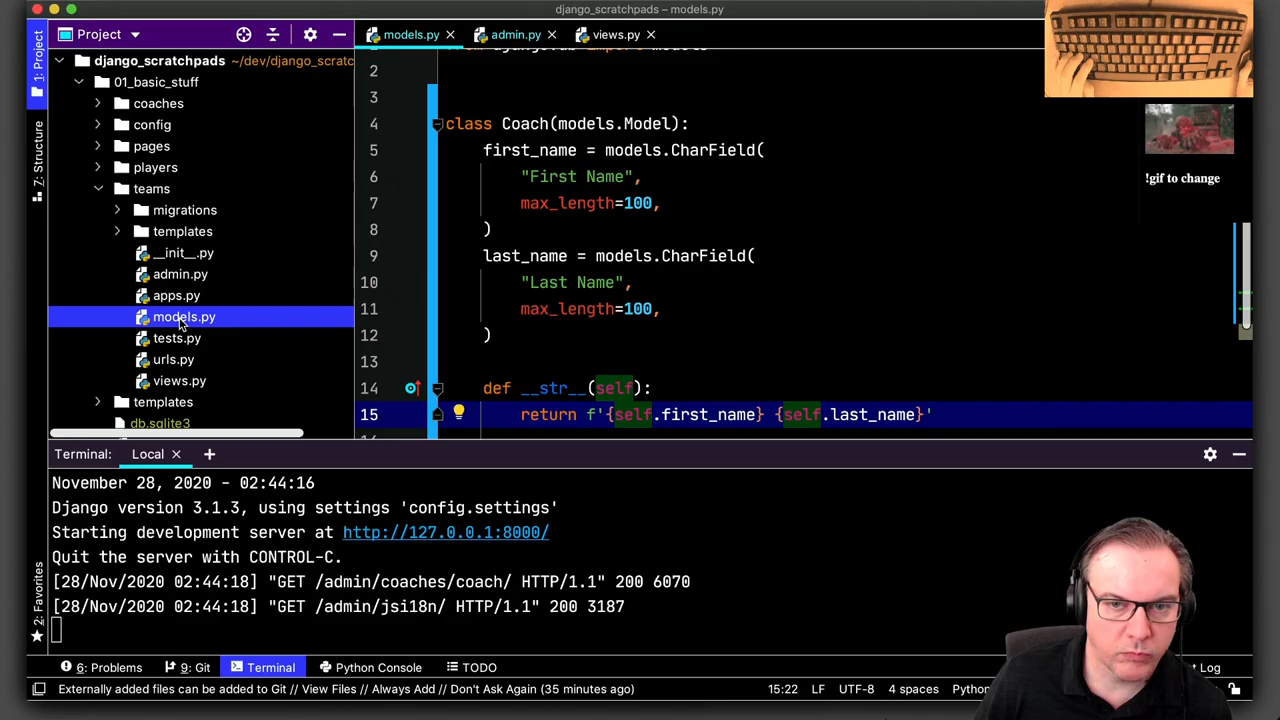 django_scratchpads – models.py
Project
models.py
admin.py
views.py
1: Project
7: Structure
2: Favorites
django_scratchpads ~/dev/django_scratc
01_basic_stuff
coaches
config
pages
players
teams
migrations
templates
__init__.py
admin.py
apps.py
models.py
tests.py
urls.py
views.py
templates
db.sqlite3
2
3
4 class Coach(models.Model):
5 first_name = models.CharField(
6 "First Name",
7 max_length=100,
8 )
9 last_name = models.CharField(
10 "Last Name",
11 max_length=100,
12 )
13
14 def __str__(self):
15 return f'{self.first_name} {self.last_name}'
!gif to change
Terminal: Local
November 28, 2020 - 02:44:16
Django version 3.1.3, using settings 'config.settings'
Starting development server at http://127.0.0.1:8000/
Quit the server with CONTROL-C.
[28/Nov/2020 02:44:18] "GET /admin/coaches/coach/ HTTP/1.1" 200 6070
[28/Nov/2020 02:44:18] "GET /admin/jsi18n/ HTTP/1.1" 200 3187
6: Problems 9: Git Terminal Python Console TODO t Log
Externally added files can be added to Git // View Files // Always Add // Don't Ask Again (35 minutes ago) 15:22 LF UTF-8 4 spaces Python